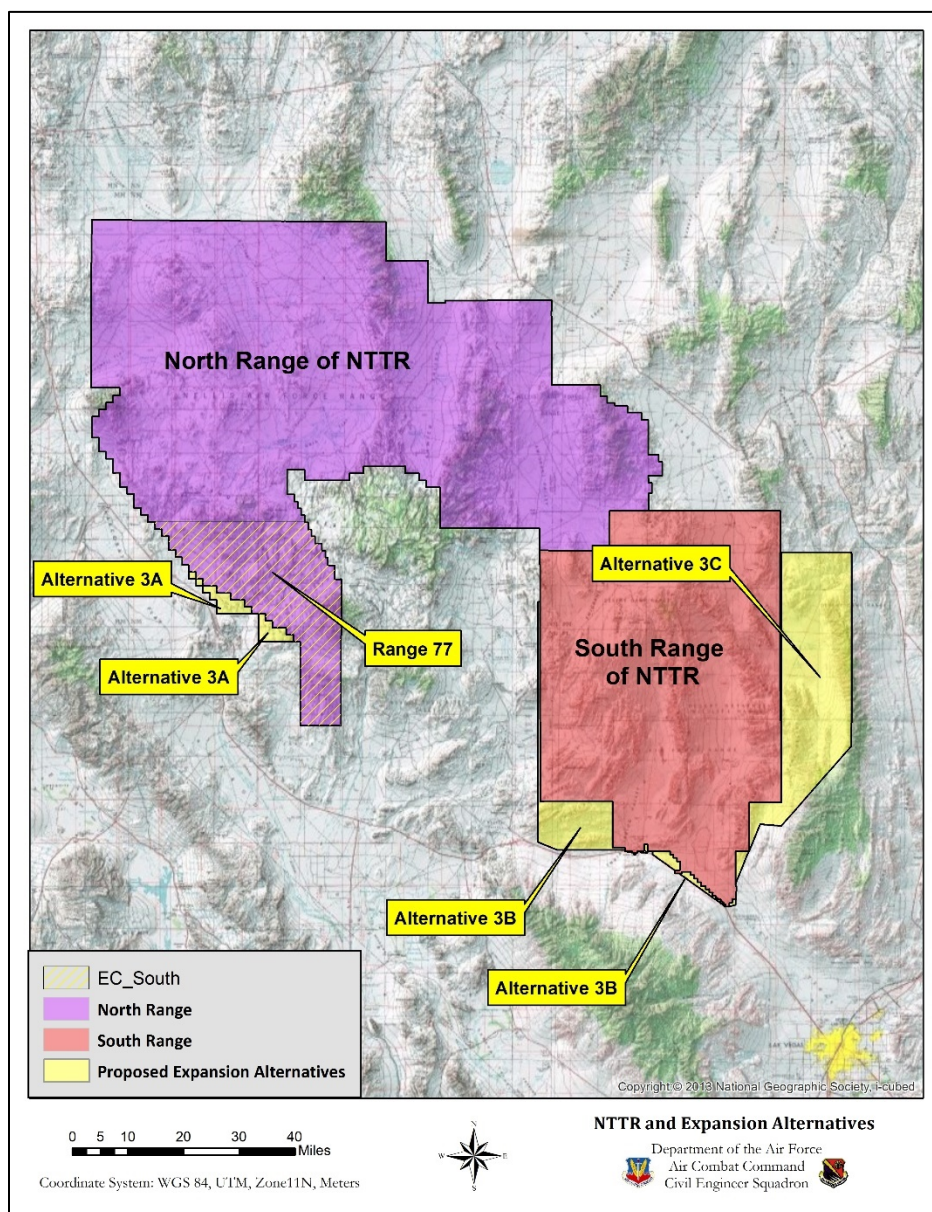 North Range of NTTR
Alternative 3A
Alternative 3C
Range 77
South Range
of NTTR
Alternative 3A
Alternative 3B
Alternative 3B
LAS VEGAS
EC_South
North Range
South Range
Proposed Expansion Alternatives
Copyright © 2013 National Geographic Society, i-cubed
0 5 10 20 30 40
Miles
Coordinate System: WGS 84, UTM, Zone11N, Meters
N
W E
S
NTTR and Expansion Alternatives
Department of the Air Force
Air Combat Command
Civil Engineer Squadron